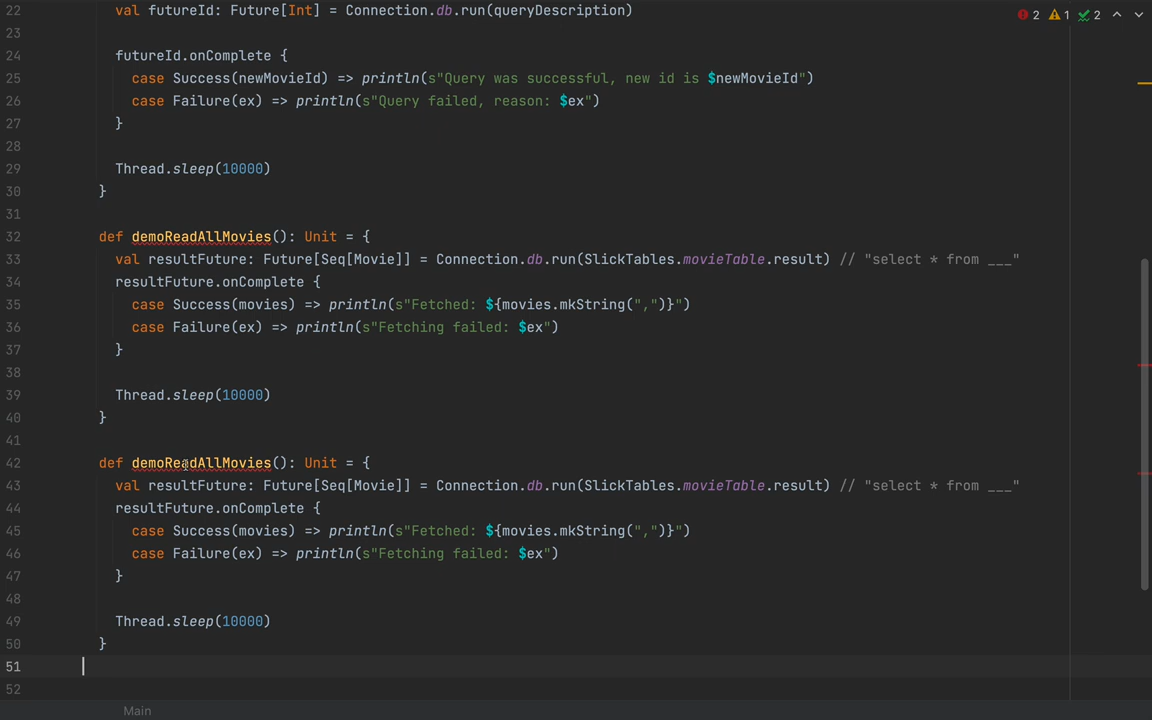 2 1 2
22 val futureId: Future[Int] = Connection.db.run(queryDescription)
23
24 futureId.onComplete {
25 case Success(newMovieId) => println(s"Query was successful, new id is $newMovieId")
26 case Failure(ex) => println(s"Query failed, reason: $ex")
27 }
28
29 Thread.sleep(10000)
30 }
31
32 def demoReadAllMovies(): Unit = {
33 val resultFuture: Future[Seq[Movie]] = Connection.db.run(SlickTables.movieTable.result) // "select * from ___"
34 resultFuture.onComplete {
35 case Success(movies) => println(s"Fetched: ${movies.mkString(",")}")
36 case Failure(ex) => println(s"Fetching failed: $ex")
37 }
38
39 Thread.sleep(10000)
40 }
41
42 def demoReadAllMovies(): Unit = {
43 val resultFuture: Future[Seq[Movie]] = Connection.db.run(SlickTables.movieTable.result) // "select * from ___"
44 resultFuture.onComplete {
45 case Success(movies) => println(s"Fetched: ${movies.mkString(",")}")
46 case Failure(ex) => println(s"Fetching failed: $ex")
47 }
48
49 Thread.sleep(10000)
50 }
51
52
Main